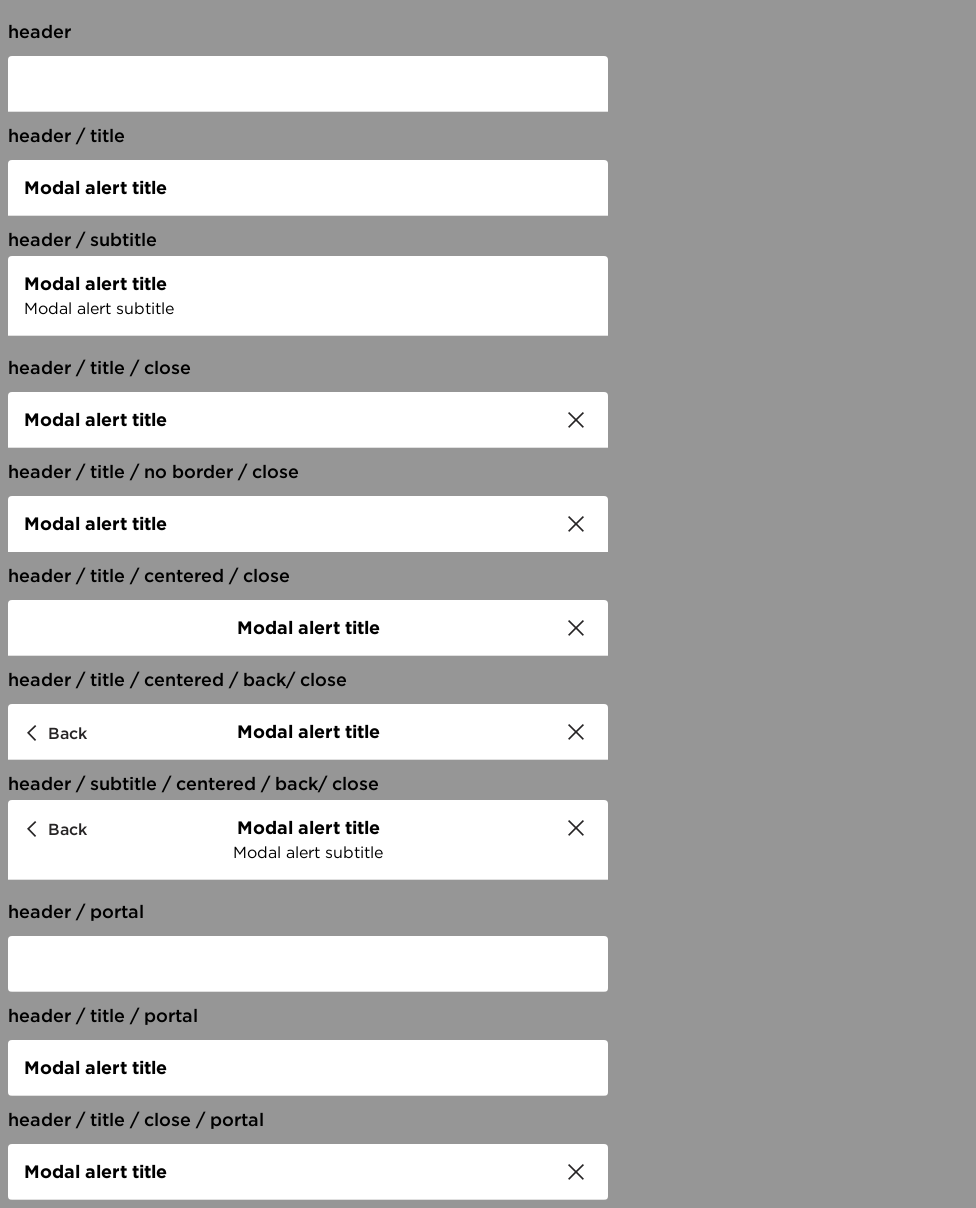 header
header / title
Modal alert title
header / subtitle
Modal alert title
Modal alert subtitle
header / title / close
Modal alert title
header / title / no border / close
Modal alert title
header / title / centered / close
Modal alert title
header / title / centered / back/ close
Back Modal alert title
header / subtitle / centered / back/ close
Back Modal alert title
Modal alert subtitle
header / portal
header / title / portal
Modal alert title
header / title / close / portal
Modal alert title